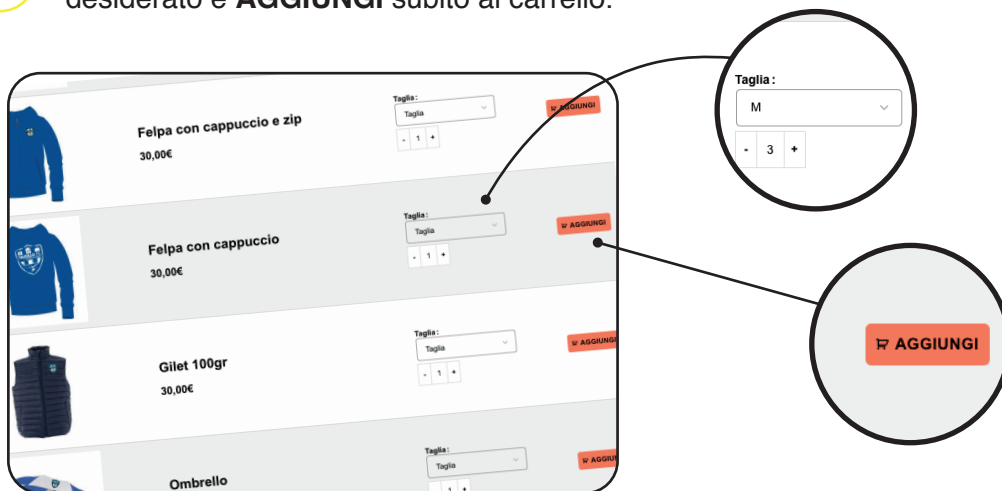 desiderato e AGGIUNGI subito al carrello.
Taglia :
M
- 3 +
Felpa con cappuccio e zip
30,00€
Taglia :
Taglia
- 1 +
AGGIUNGI
Felpa con cappuccio
30,00€
Taglia :
Taglia
- 1 +
AGGIUNGI
AGGIUNGI
Gilet 100gr
30,00€
Taglia :
Taglia
- 1 +
AGGIUNGI
Ombrello
Taglia :
Taglia
- 1 +
AGGIU